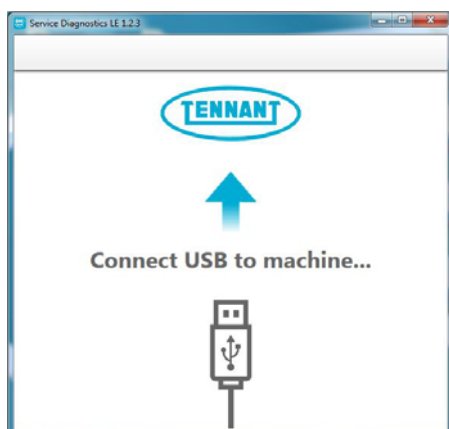 Service Diagnostics LE 1.2.3
TENNANT
Connect USB to machine...